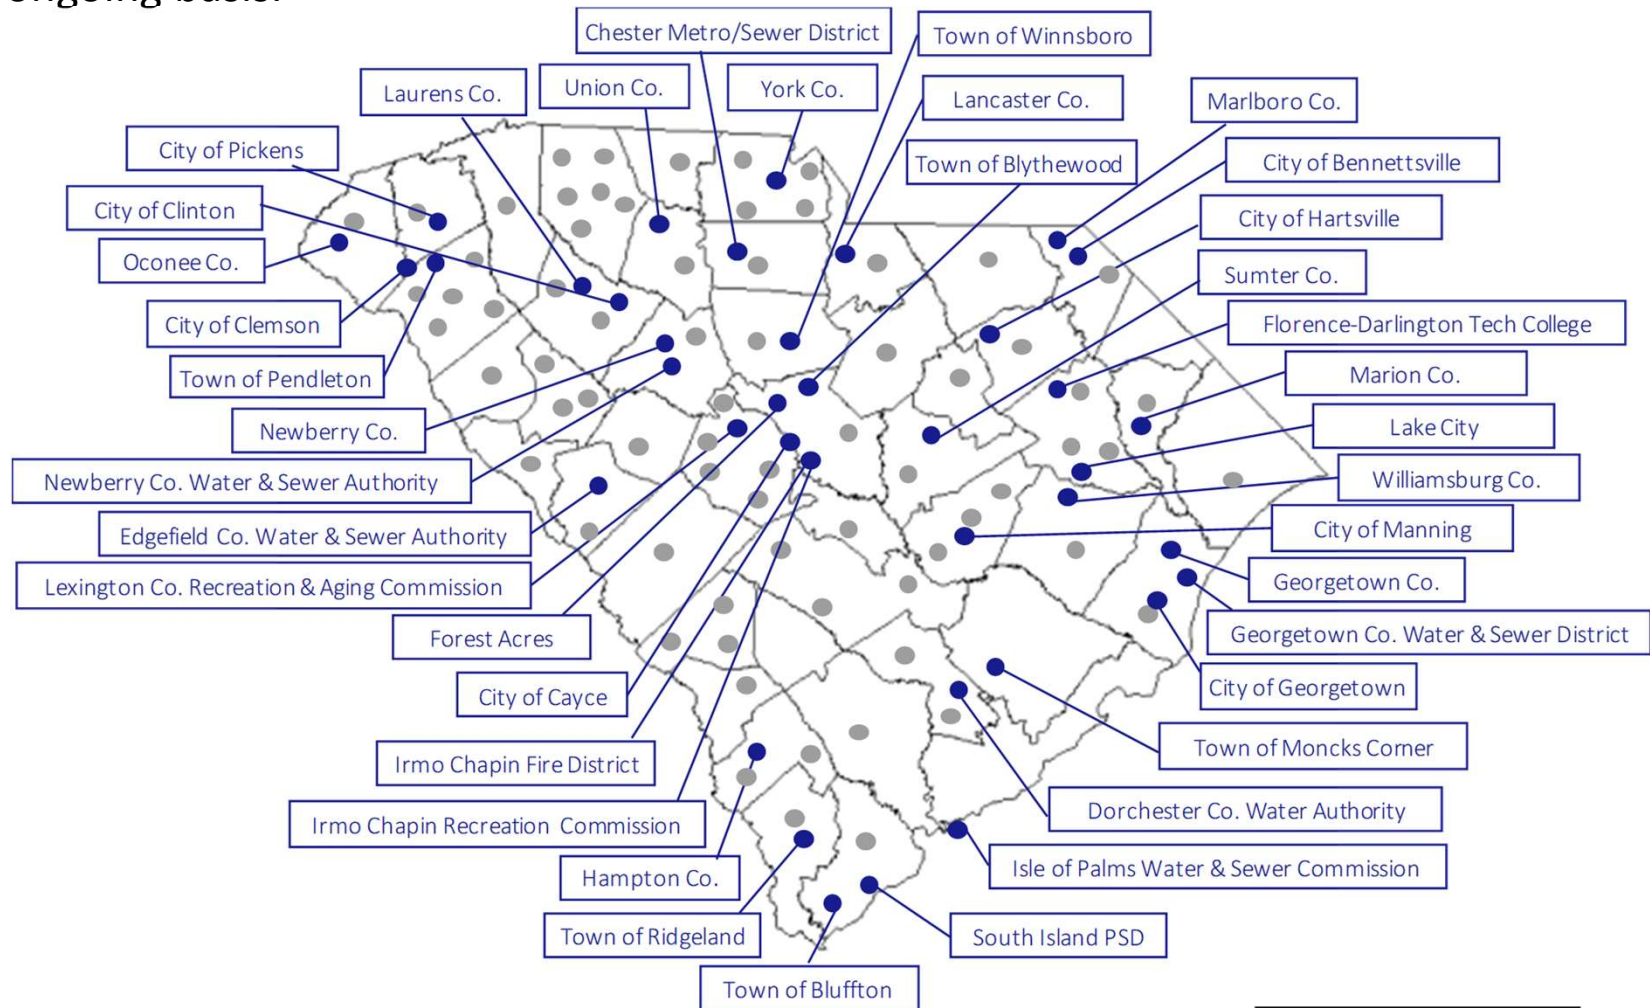 ongoing basis.
Chester Metro/Sewer District
Town of Winnsboro
Laurens Co.
Union Co.
York Co.
Lancaster Co.
Marlboro Co.
City of Pickens
Town of Blythewood
City of Bennettsville
City of Clinton
City of Hartsville
Oconee Co.
Sumter Co.
City of Clemson
Florence-Darlington Tech College
Town of Pendleton
Marion Co.
Newberry Co.
Lake City
Newberry Co. Water & Sewer Authority
Williamsburg Co.
Edgefield Co. Water & Sewer Authority
City of Manning
Lexington Co. Recreation & Aging Commission
Georgetown Co.
Forest Acres
Georgetown Co. Water & Sewer District
City of Cayce
City of Georgetown
Irmo Chapin Fire District
Town of Moncks Corner
Irmo Chapin Recreation Commission
Dorchester Co. Water Authority
Hampton Co.
Isle of Palms Water & Sewer Commission
Town of Ridgeland
South Island PSD
Town of Bluffton